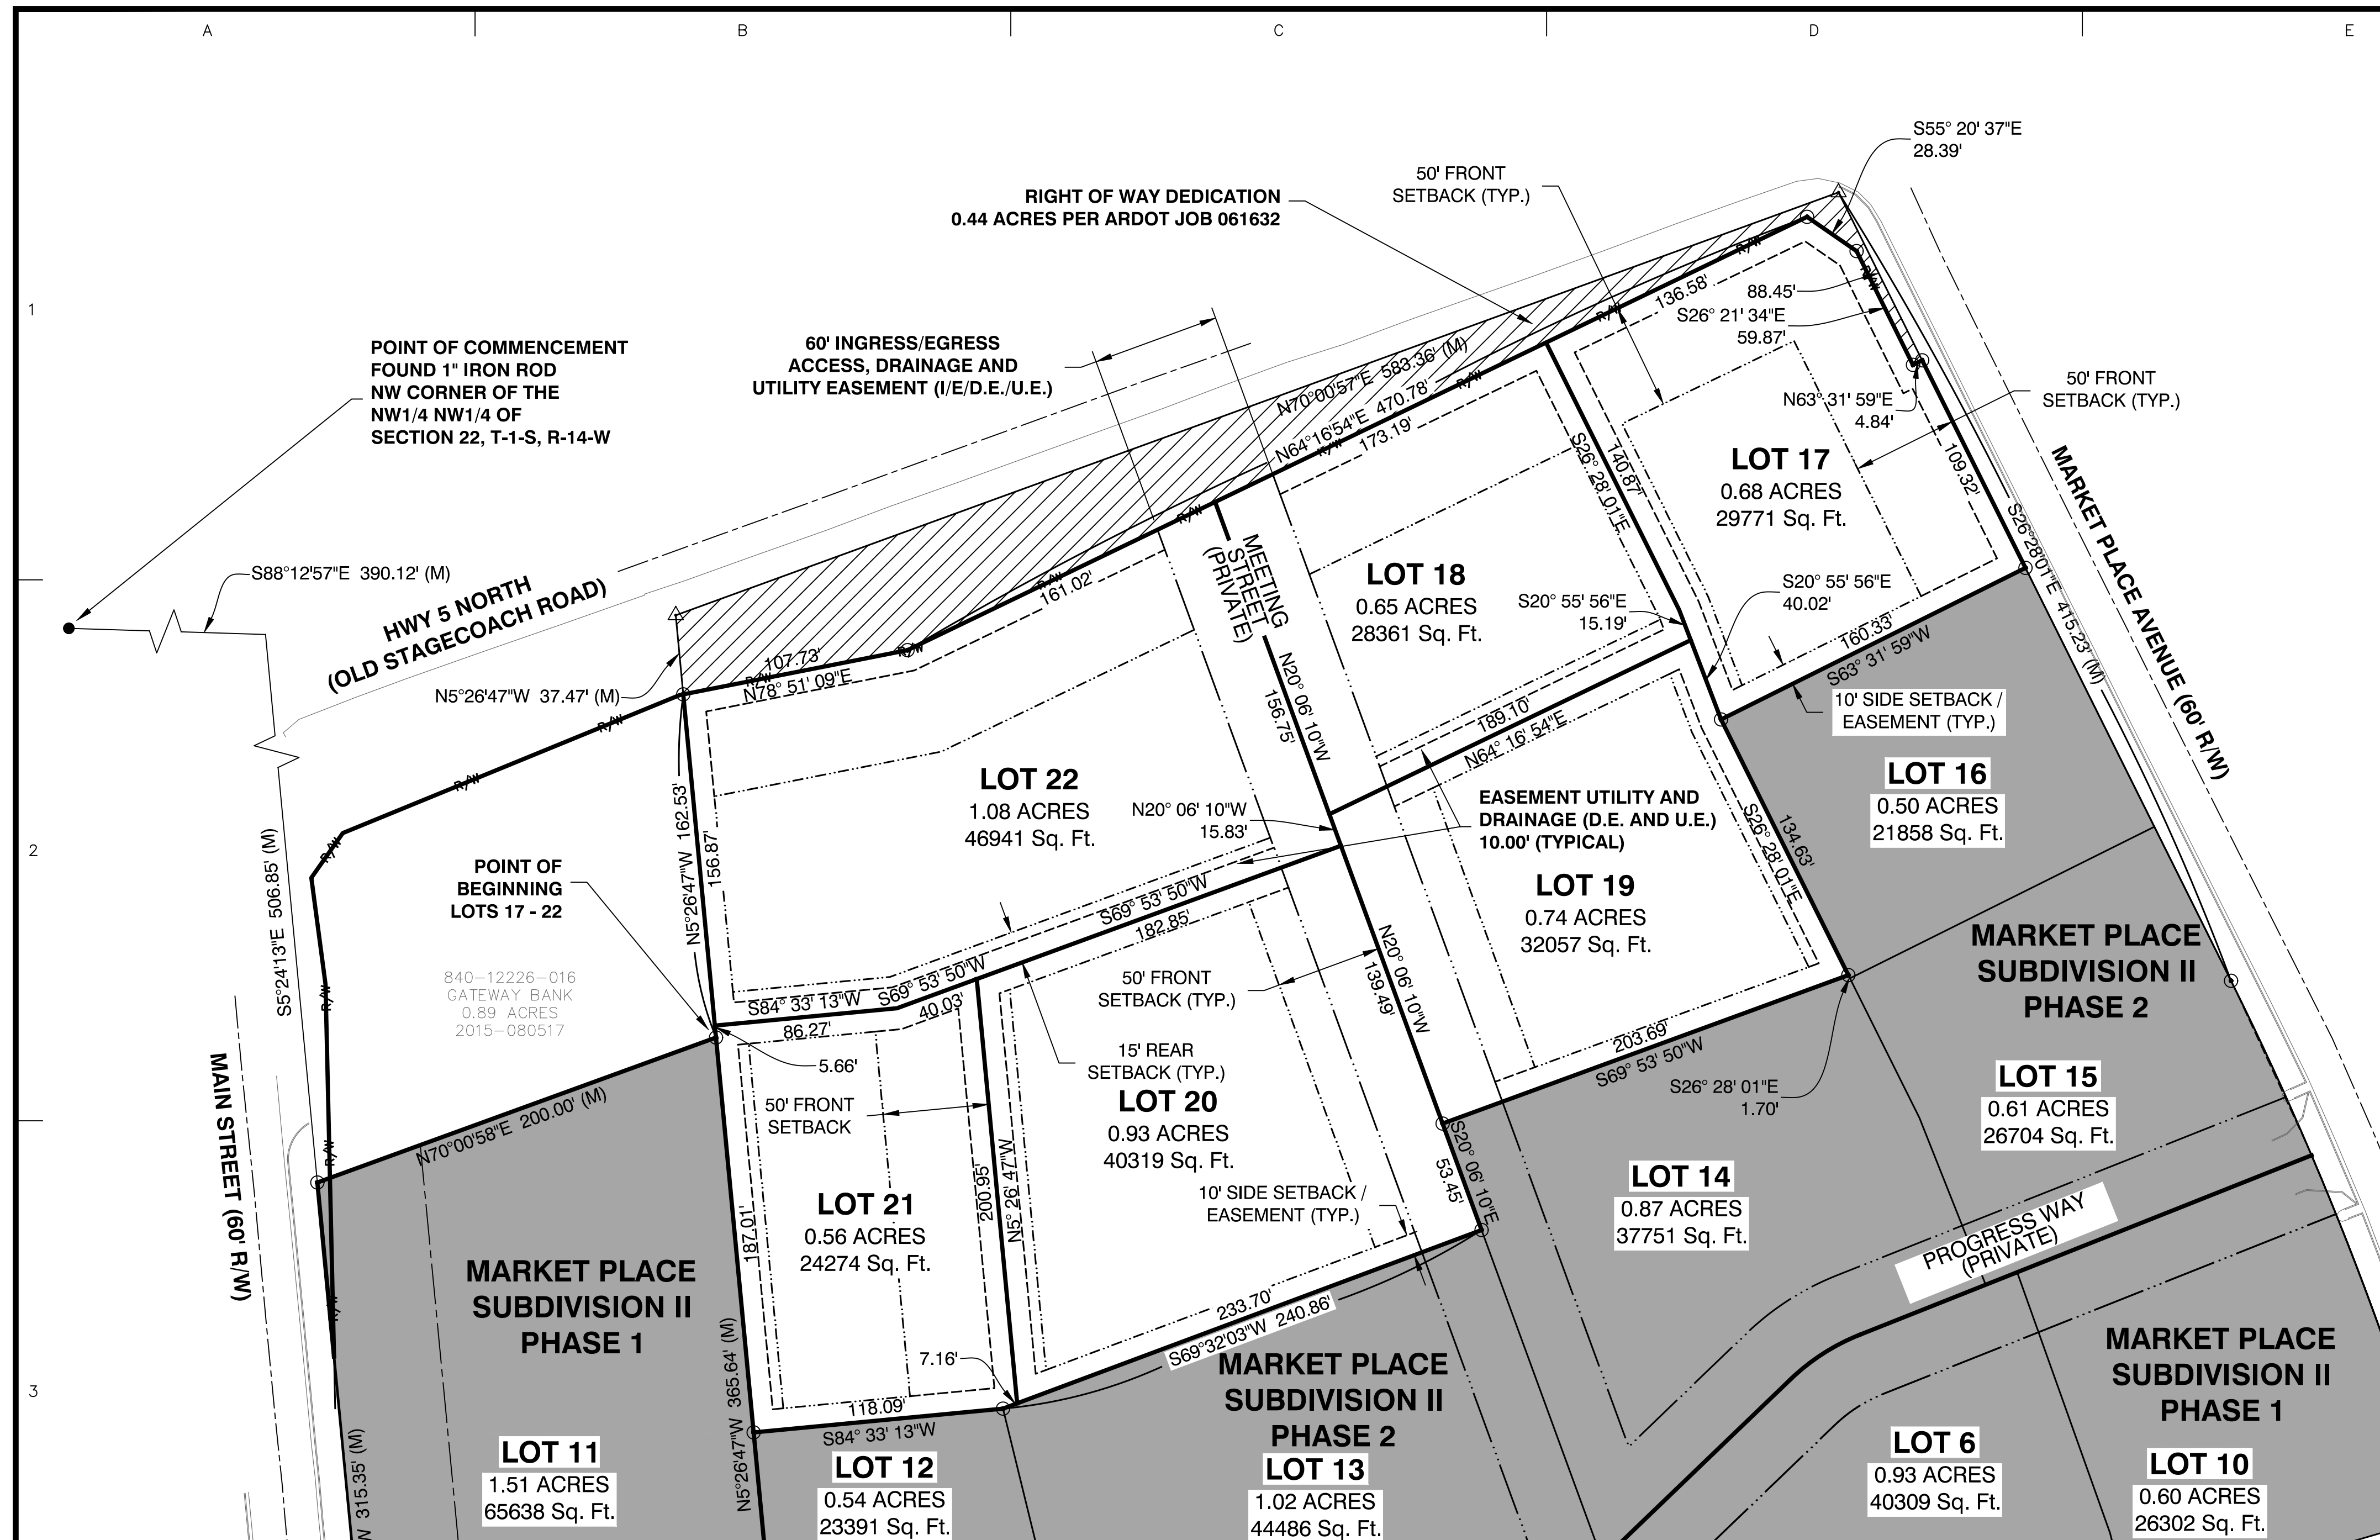 A
B
C
D
E
1
2
3
S55° 20' 37"E
28.39'
50' FRONT
SETBACK (TYP.)
RIGHT OF WAY DEDICATION
0.44 ACRES PER ARDOT JOB 061632
R/W
136.58'
R/W
R/W
88.45'
S26° 21' 34"E
59.87'
60' INGRESS/EGRESS
ACCESS, DRAINAGE AND
UTILITY EASEMENT (I/E/D.E./U.E.)
POINT OF COMMENCEMENT
FOUND 1" IRON ROD
NW CORNER OF THE
NW1/4 NW1/4 OF
SECTION 22, T-1-S, R-14-W
N70°00'57"E  583.36' (M)
R/W
N64°16'54"E  470.78'
R/W
173.19'
N63° 31' 59"E
4.84'
50' FRONT
SETBACK (TYP.)
S26° 28' 01"E
140.87'
LOT 17
0.68 ACRES
29771 Sq. Ft.
109.32'
MARKET PLACE AVENUE (60' R/W)
S26°28'01"E  415.23' (M)
S88°12'57"E  390.12' (M)
HWY 5 NORTH
(OLD STAGECOACH ROAD)
R/W
R/W
161.02'
MEETING
STREET
(PRIVATE)
LOT 18
0.65 ACRES
28361 Sq. Ft.
S20° 55' 56"E
15.19'
S20° 55' 56"E
40.02'
160.33'
S63° 31' 59"W
10' SIDE SETBACK /
EASEMENT (TYP.)
R/W
107.73'
R/W
N78° 51' 09"E
N5°26'47"W  37.47' (M)
R/W
R/W
R/W
N20° 06' 10"W
156.75'
189.10'
N64° 16' 54"E
LOT 22
1.08 ACRES
46941 Sq. Ft.
N20° 06' 10"W
15.83'
EASEMENT UTILITY AND
DRAINAGE (D.E. AND U.E.)
10.00' (TYPICAL)
LOT 16
0.50 ACRES
21858 Sq. Ft.
S26° 28' 01"E
134.63'
N5°26'47"W  162.53'
156.87'
POINT OF
BEGINNING
LOTS 17 - 22
S5°24'13"E  506.85' (M)
LOT 19
0.74 ACRES
32057 Sq. Ft.
S69° 53' 50"W
182.85'
MARKET PLACE
SUBDIVISION II
PHASE 2
840-12226-016
GATEWAY BANK
0.89 ACRES
2015-080517
R/W
S84° 33' 13"W
86.27'
S69° 53' 50"W
40.03'
50' FRONT
SETBACK (TYP.)
N20° 06' 10"W
139.49'
203.69'
S69° 53' 50"W
S26° 28' 01"E
1.70'
5.66'
15' REAR
SETBACK (TYP.)
LOT 20
0.93 ACRES
40319 Sq. Ft.
50' FRONT
SETBACK
LOT 15
0.61 ACRES
26704 Sq. Ft.
MAIN STREET (60' R/W)
N70°00'58"E  200.00' (M)
R/W
200.95'
N5° 26' 47"W
S20° 06' 10"E
53.45'
LOT 14
0.87 ACRES
37751 Sq. Ft.
10' SIDE SETBACK /
EASEMENT (TYP.)
LOT 21
0.56 ACRES
24274 Sq. Ft.
187.01'
PROGRESS WAY
(PRIVATE)
MARKET PLACE
SUBDIVISION II
PHASE 1
R/W
233.70'
S69°32'03"W  240.86'
7.16'
118.09'
S84° 33' 13"W
N5°26'47"W  365.64' (M)
MARKET PLACE
SUBDIVISION II
PHASE 2
MARKET PLACE
SUBDIVISION II
PHASE 1
W  315.35' (M)
LOT 11
1.51 ACRES
65638 Sq. Ft.
LOT 12
0.54 ACRES
23391 Sq. Ft.
LOT 13
1.02 ACRES
44486 Sq. Ft.
LOT 6
0.93 ACRES
40309 Sq. Ft.
LOT 10
0.60 ACRES
26302 Sq. Ft.